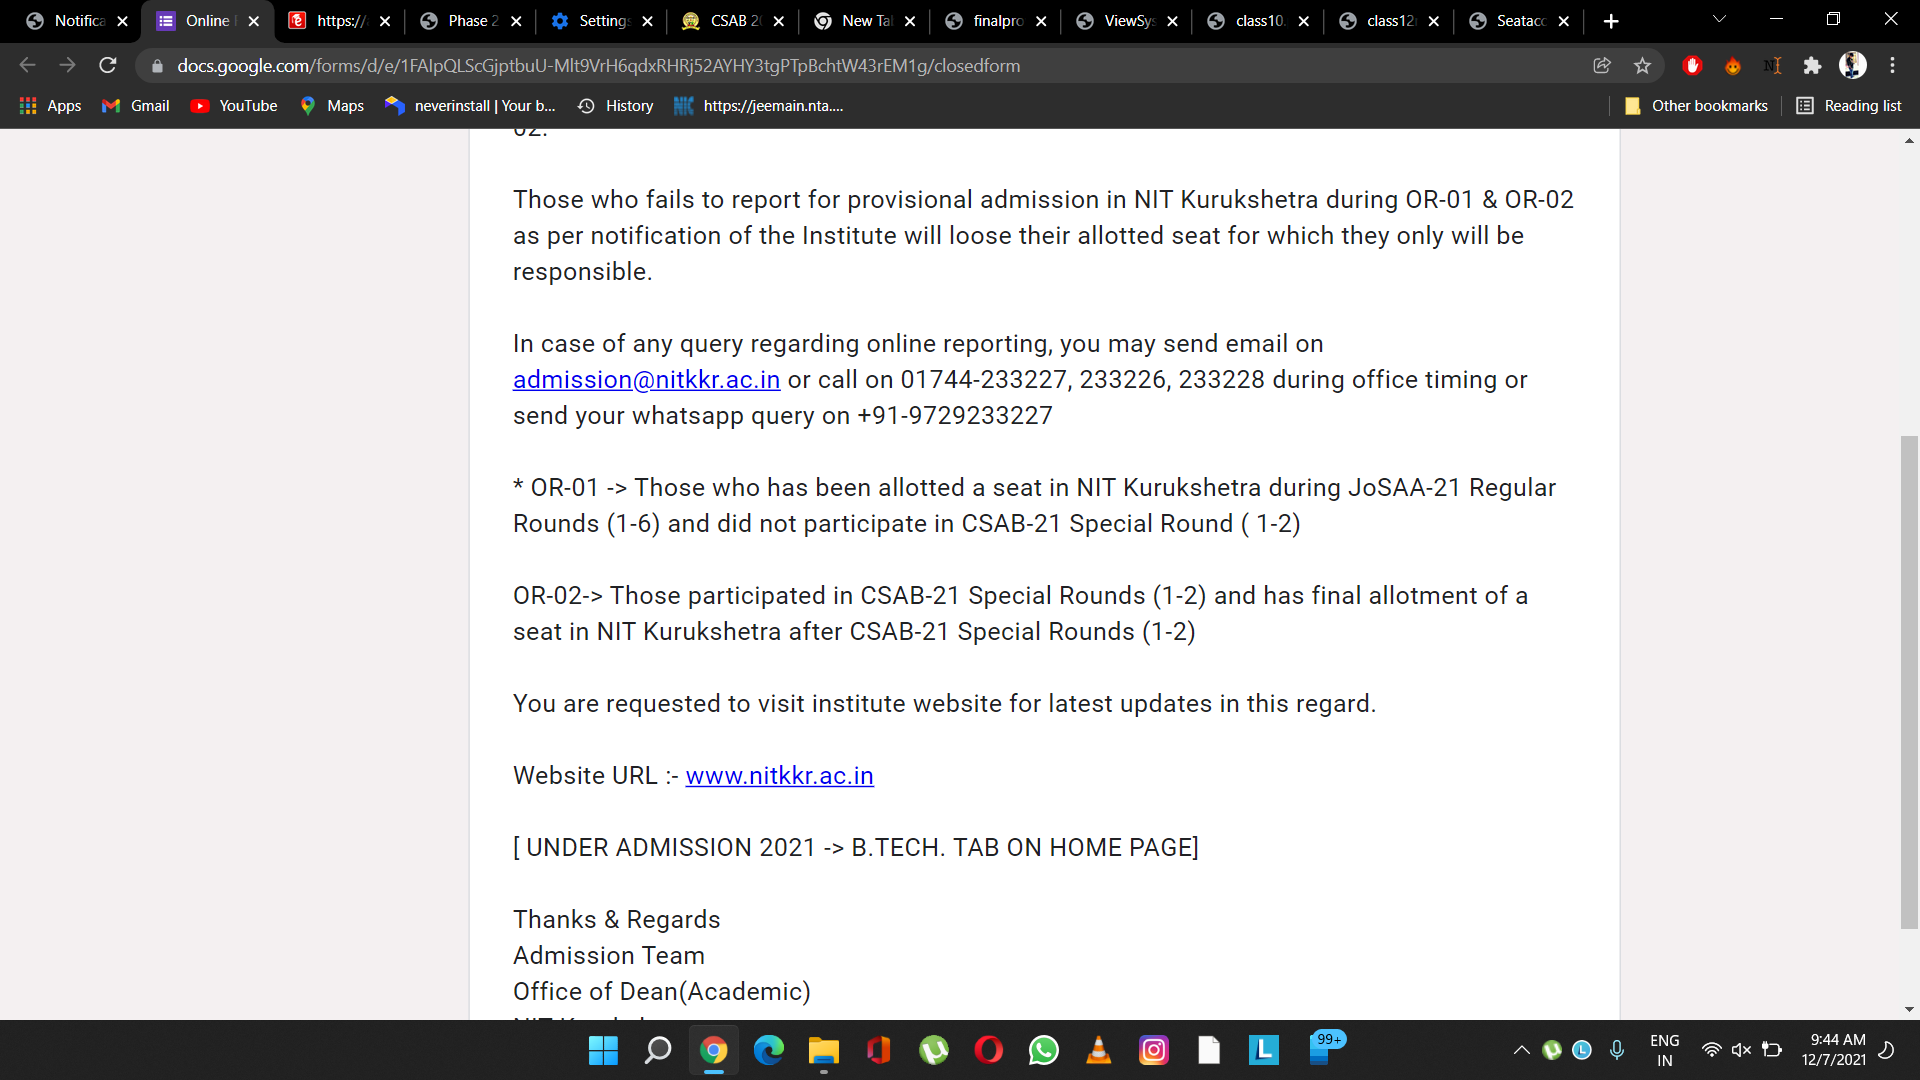 Notifica
Online
https://
Phase 2
Settings
CSAB 20
New Tab
finalpro
ViewSys
class10.
class12
Seatacc
docs.google.com/forms/d/e/1FAIpQLScGjptbuU-Mlt9VrH6qdxRHRj52AYHY3tgPTpBchtW43rEM1g/closedform
Apps
Gmail
YouTube
Maps
neverinstall | Your b...
History
https://jeemain.nta....
Other bookmarks
Reading list
02.
Those who fails to report for provisional admission in NIT Kurukshetra during OR-01 & OR-02
as per notification of the Institute will loose their allotted seat for which they only will be
responsible.
In case of any query regarding online reporting, you may send email on
admission@nitkkr.ac.in or call on 01744-233227, 233226, 233228 during office timing or
send your whatsapp query on +91-9729233227
* OR-01 -> Those who has been allotted a seat in NIT Kurukshetra during JoSAA-21 Regular
Rounds (1-6) and did not participate in CSAB-21 Special Round ( 1-2)
OR-02-> Those participated in CSAB-21 Special Rounds (1-2) and has final allotment of a
seat in NIT Kurukshetra after CSAB-21 Special Rounds (1-2)
You are requested to visit institute website for latest updates in this regard.
Website URL :- www.nitkkr.ac.in
[ UNDER ADMISSION 2021 -> B.TECH. TAB ON HOME PAGE]
Thanks & Regards
Admission Team
Office of Dean(Academic)
99+
ENG
IN
9:44 AM
12/7/2021